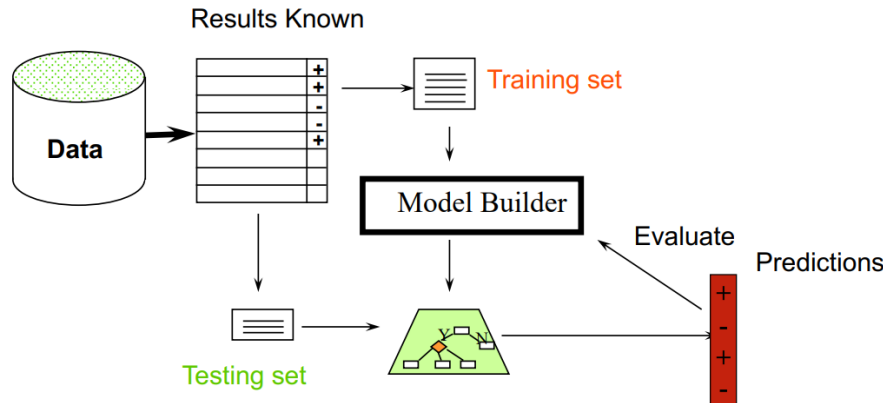 Results Known
+
+
-
-
+
Training set
Data
Model Builder
Evaluate
Predictions
Y
N
+
-
+
-
Testing set